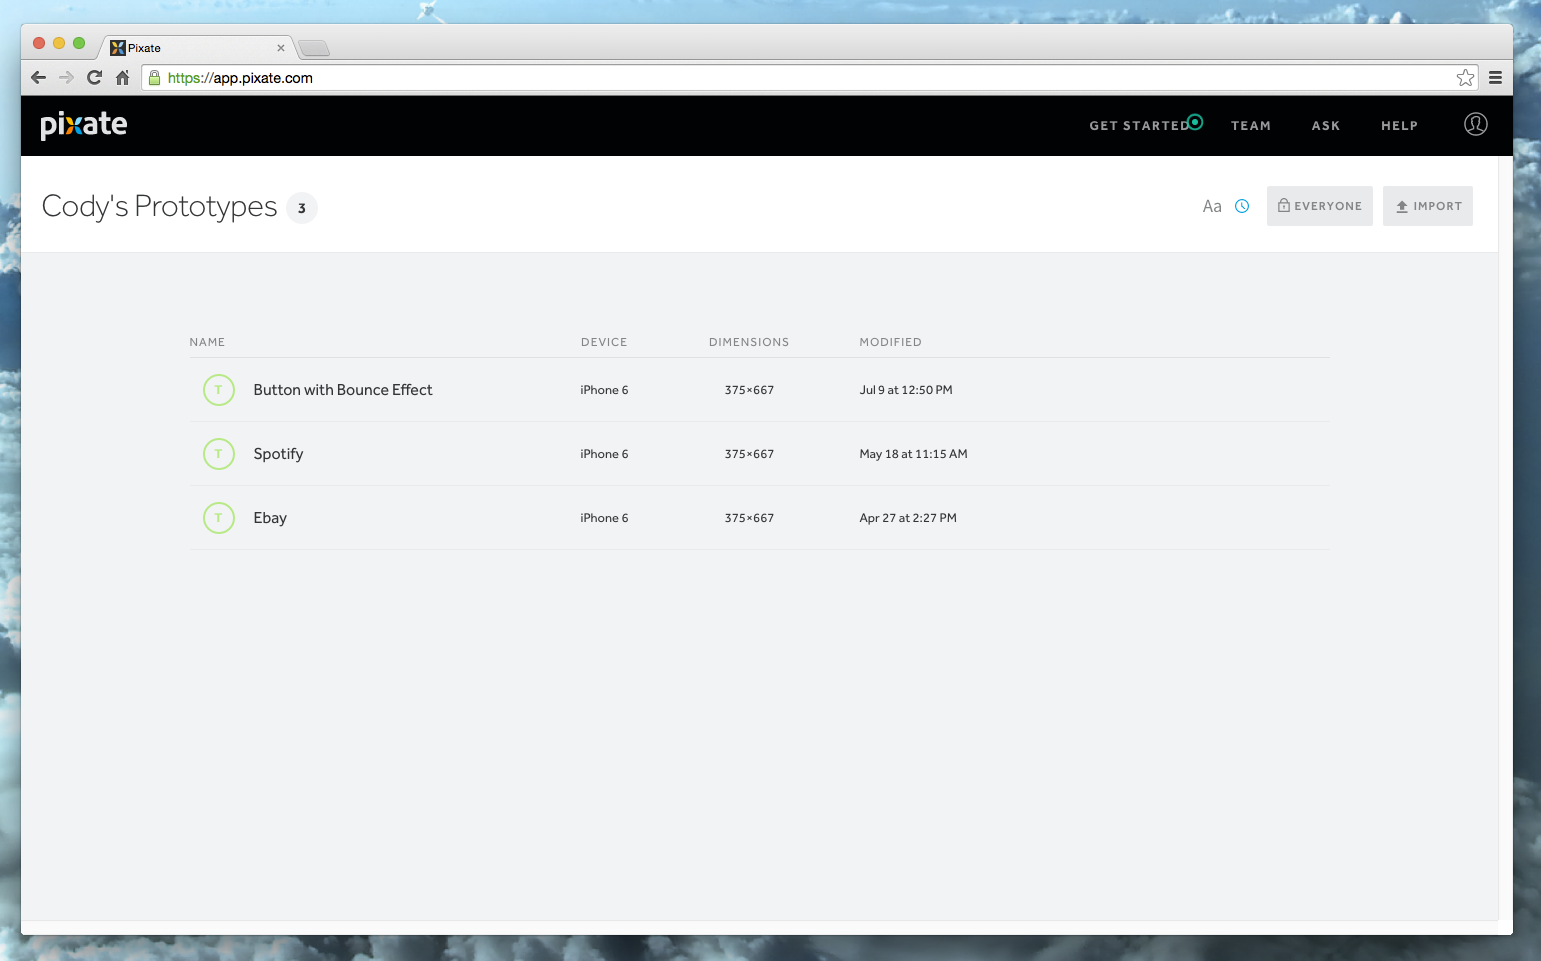 Pixate
https://app.pixate.com
pixate GET STARTED TEAM ASK HELP
Cody's Prototypes 3 Aa EVERYONE IMPORT
NAME DEVICE DIMENSIONS MODIFIED
T Button with Bounce Effect iPhone 6 375×667 Jul 9 at 12:50 PM
T Spotify iPhone 6 375×667 May 18 at 11:15 AM
T Ebay iPhone 6 375×667 Apr 27 at 2:27 PM